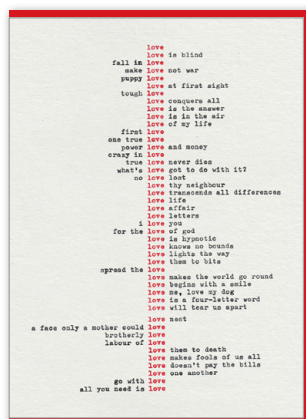 love
love is blind
fall in love
make love not war
puppy love
love at first sight
tough love
love conquers all
love is the answer
love is in the air
love of my life
first love
one true love
power love and money
crazy in love
true love never dies
what's love got to do with it?
no love lost
love thy neighbour
love transcends all differences
love life
love affair
love letters
i love you
for the love of god
love is hypnotic
love knows no bounds
love lights the way
love them to bits
spread the love
love makes the world go round
love begins with a smile
love me, love my dog
love is a four-letter word
love will tear us apart
love nest
a face only a mother could love
brotherly love
labour of love
love them to death
love makes fools of us all
love doesn't pay the bills
love one another
go with love
all you need is love